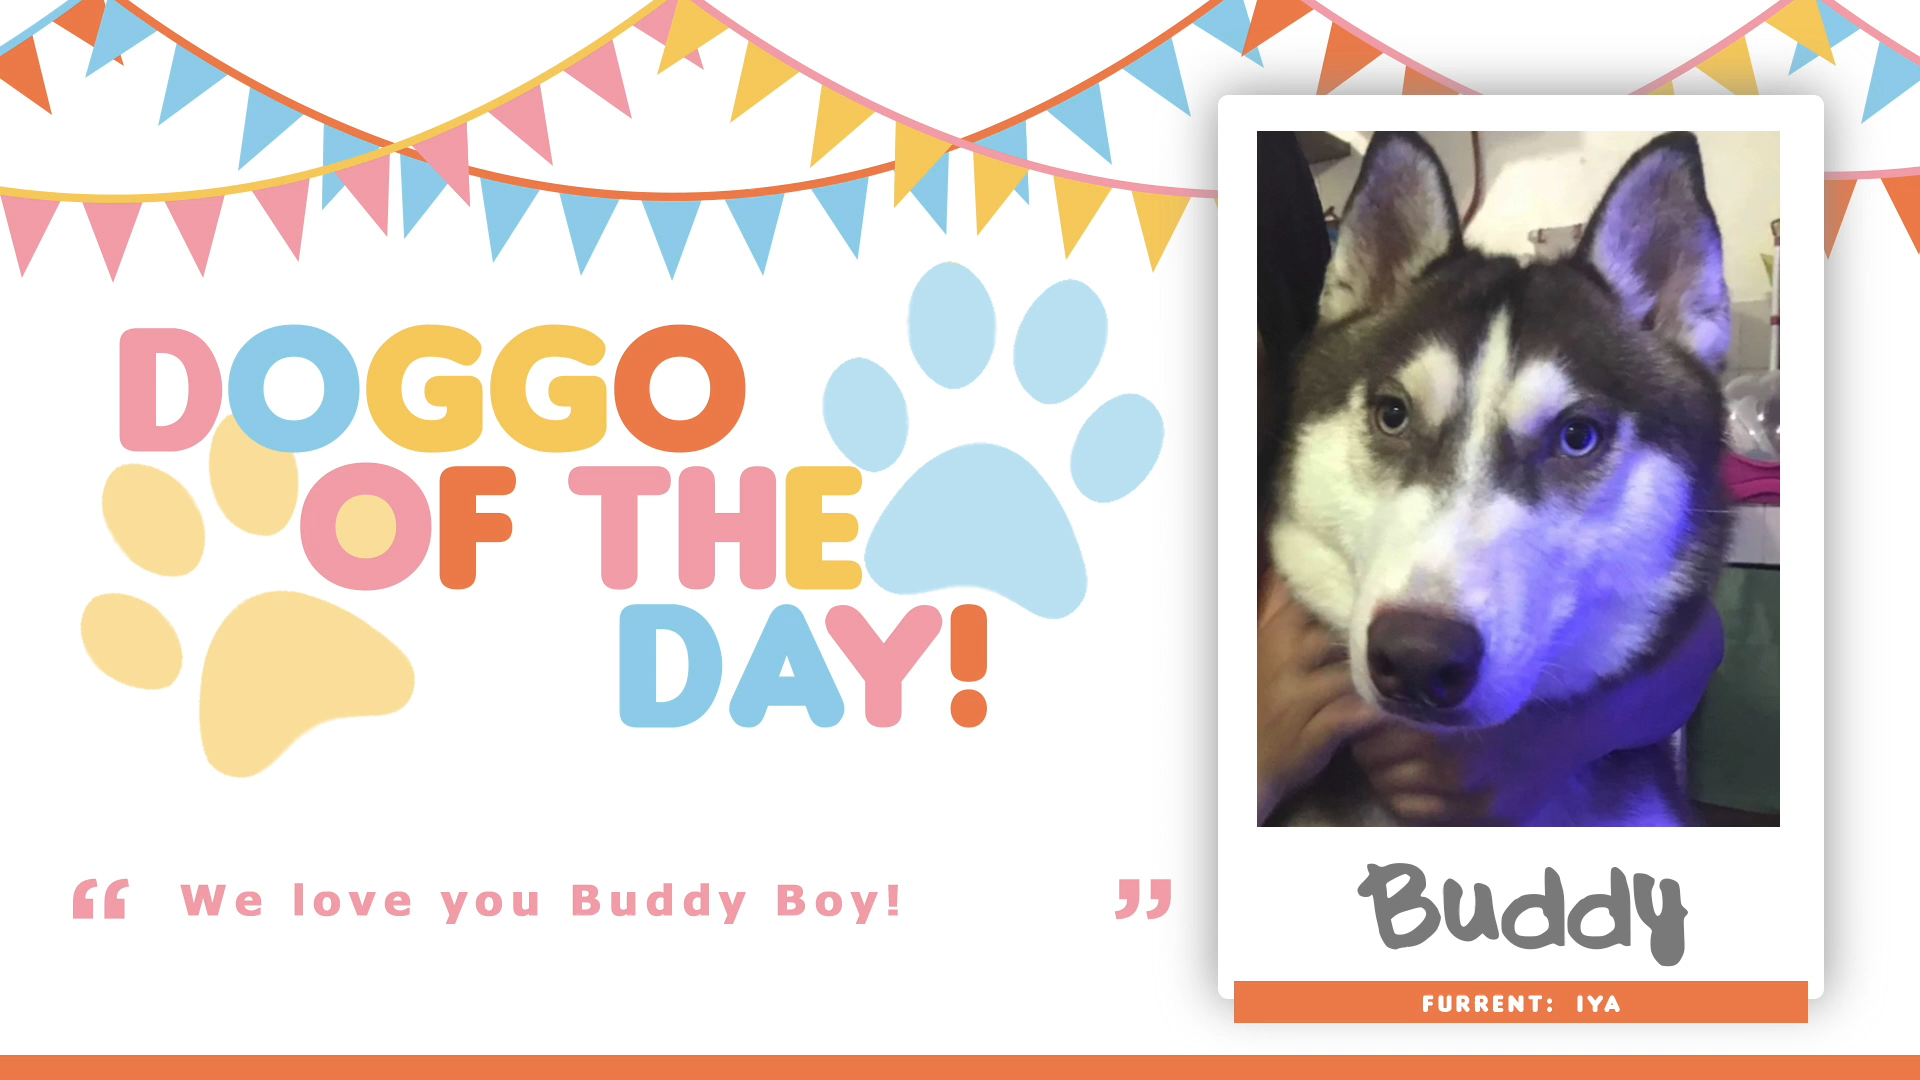 DOGGO
OF THE
DAY!
“ We love you Buddy Boy! ”
Buddy
FURRENT: IYA